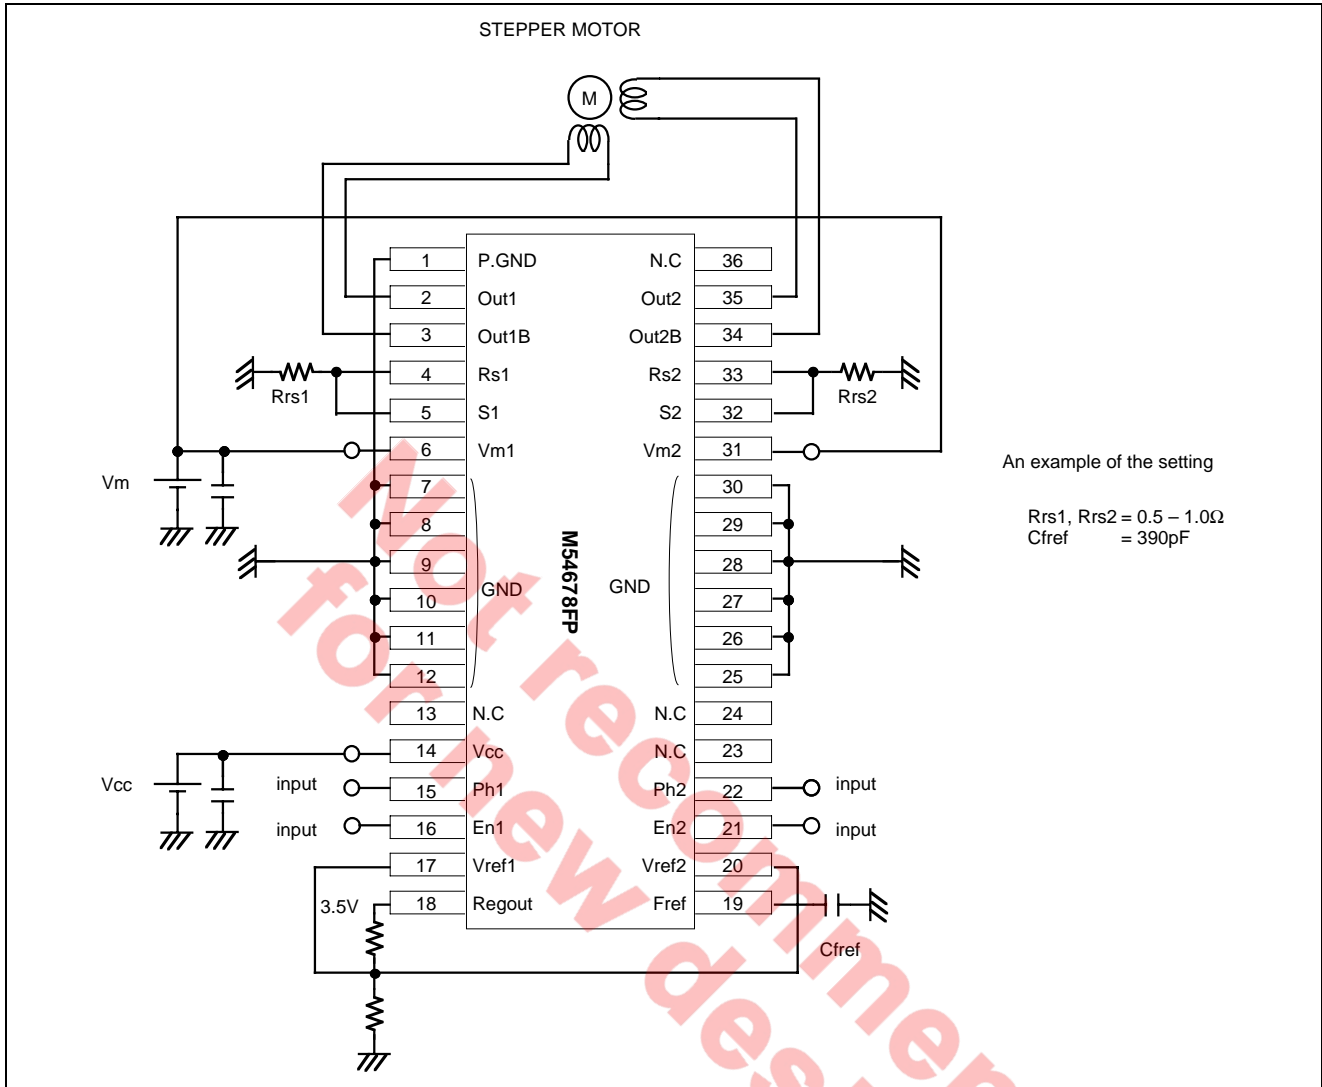 STEPPER MOTOR
M
1 P.GND N.C 36
2 Out1 Out2 35
3 Out1B Out2B 34
4 Rs1 Rs2 33
Rrs1 Rrs2
5 S1 S2 32
6 Vm1 Vm2 31
Vm
An example of the setting
Rrs1, Rrs2 = 0.5 – 1.0Ω
Cfref = 390pF
7 30
8 29
9 28
10 GND GND 27
11 26
12 25
M54678FP
13 N.C N.C 24
14 Vcc N.C 23
Vcc
input 15 Ph1 Ph2 22 input
input 16 En1 En2 21 input
17 Vref1 Vref2 20
3.5V 18 Regout Fref 19
Cfref
Not recommen
for new des